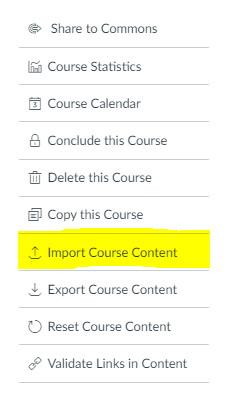 Share to Commons
Course Statistics
3 Course Calendar
Conclude this Course
Delete this Course
Copy this Course
Import Course Content
Export Course Content
Reset Course Content
Validate Links in Content